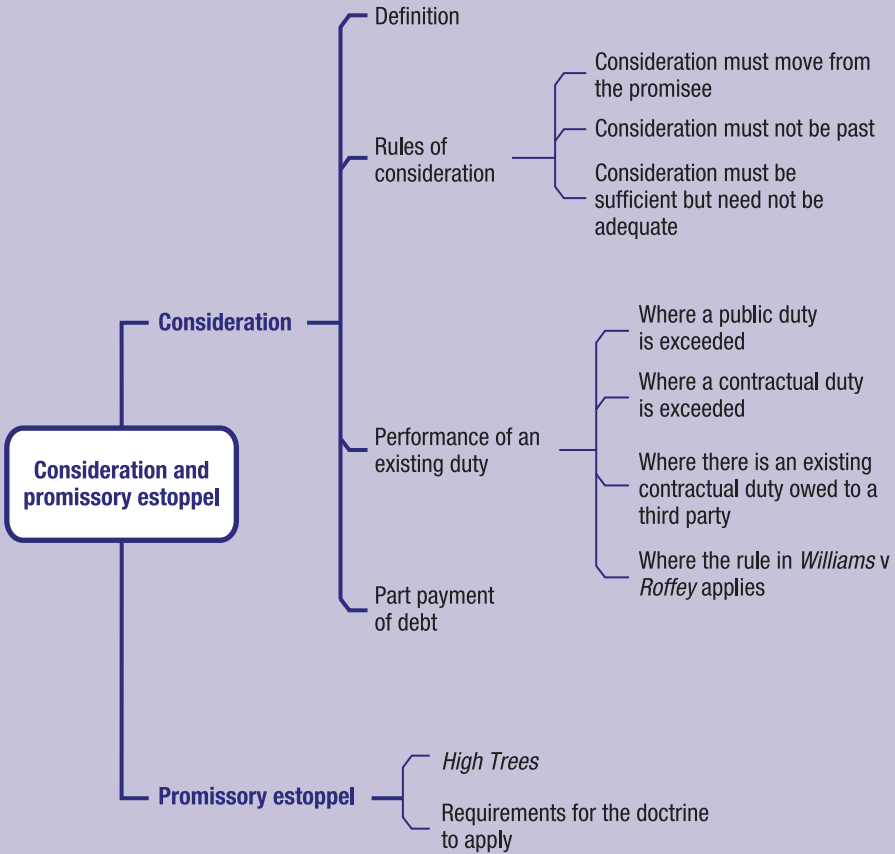 Definition
Consideration must move from
the promisee
Consideration must not be past
Rules of
consideration
Consideration must be
sufficient but need not be
adequate
Consideration
Where a public duty
is exceeded
Where a contractual duty
is exceeded
Performance of an
existing duty
Where there is an existing
contractual duty owed to a
third party
Where the rule in Williams v
Roffey applies
Consideration and
promissory estoppel
Part payment
of debt
Promissory estoppel
High Trees
Requirements for the doctrine
to apply